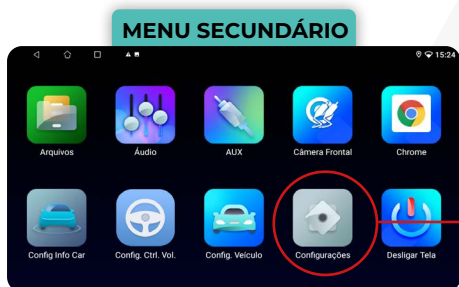 MENU SECUNDÁRIO
15:24
Arquivos
Áudio
AUX
Câmera Frontal
Chrome
Config Info Car
Config. Ctrl. Vol.
Config. Veículo
Configurações
Desligar Tela